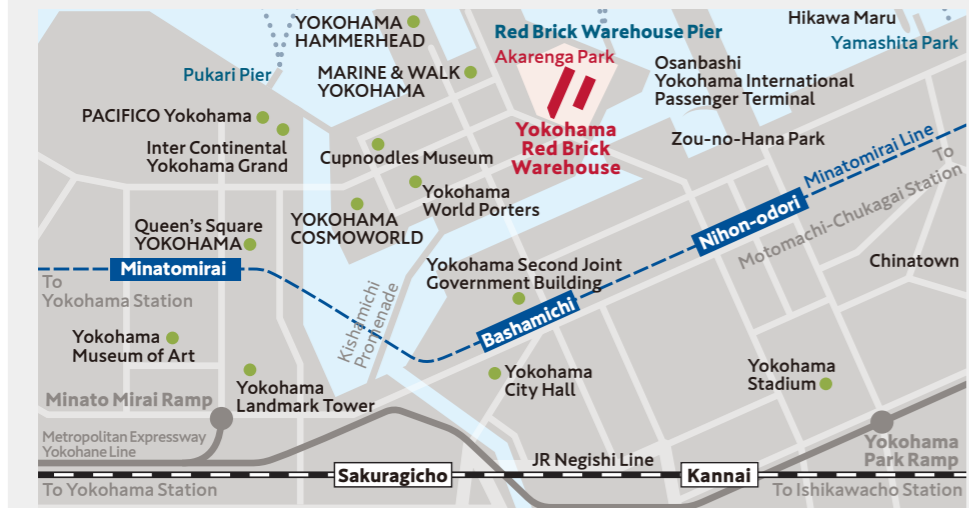 YOKOHAMA
HAMMERHEAD
Red Brick Warehouse Pier
Hikawa Maru
Yamashita Park
Pukari Pier
MARINE & WALK
YOKOHAMA
Akarenga Park
Osanbashi
Yokohama International
Passenger Terminal
PACIFICO Yokohama
Inter Continental
Yokohama Grand
Cupnoodles Museum
Yokohama
Red Brick
Warehouse
Zou-no-Hana Park
Minatomirai Line
To
Motomachi-Chukagai Station
Yokohama
World Porters
YOKOHAMA
COSMOWORLD
Nihon-odori
Queen's Square
YOKOHAMA
Minatomirai
To
Yokohama Station
Yokohama Second Joint
Government Building
Chinatown
Kishamichi
Promenade
Bashamichi
Yokohama
Museum of Art
Yokohama
Landmark Tower
Yokohama
City Hall
Yokohama
Stadium
Minato Mirai Ramp
Metropolitan Expressway
Yokohane Line
Yokohama
Park Ramp
JR Negishi Line
Sakuragicho
Kannai
To Yokohama Station
To Ishikawacho Station